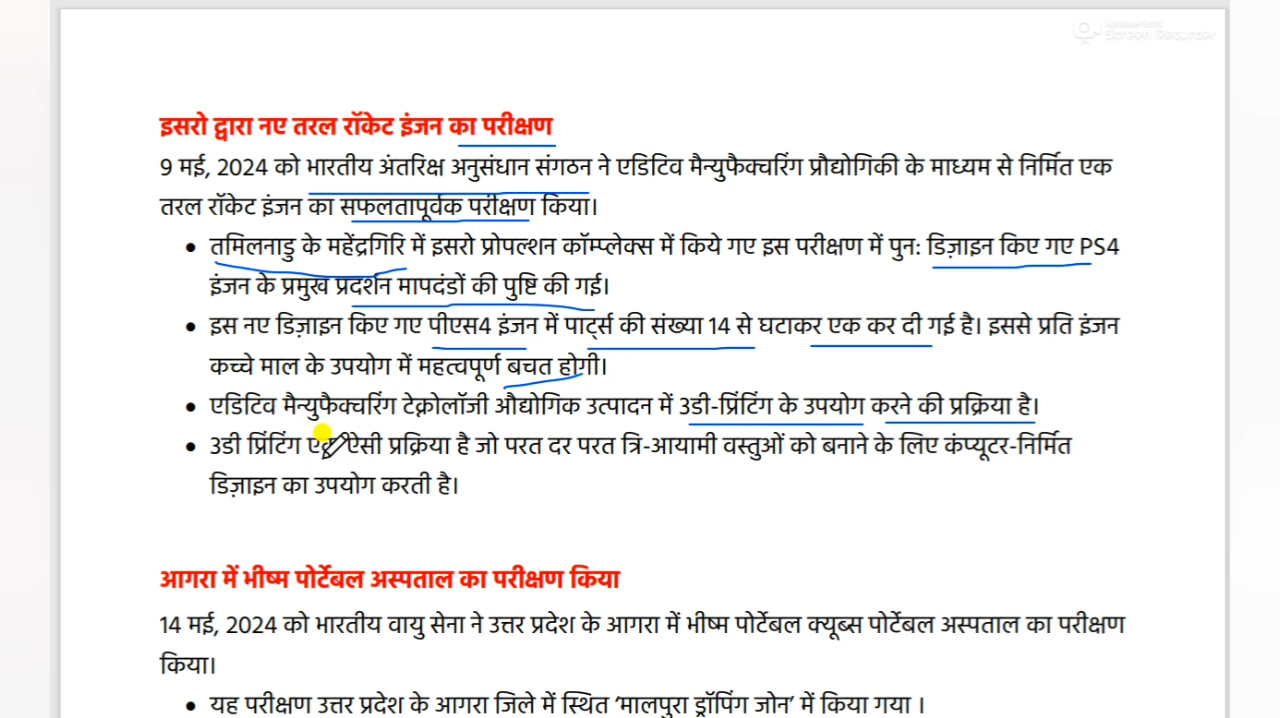 इसरो द्वारा नए तरल रॉकेट इंजन का परीक्षण
9 मई, 2024 को भारतीय अंतरिक्ष अनुसंधान संगठन ने एडिटिव मैन्युफैक्चरिंग प्रौद्योगिकी के माध्यम से निर्मित एक
तरल रॉकेट इंजन का सफलतापूर्वक परीक्षण किया।
• तमिलनाडु के महेंद्रगिरि में इसरो प्रोपल्शन कॉम्प्लेक्स में किये गए इस परीक्षण में पुन: डिज़ाइन किए गए PS4
इंजन के प्रमुख प्रदर्शन मापदंडों की पुष्टि की गई।
• इस नए डिज़ाइन किए गए पीएस4 इंजन में पार्ट्स की संख्या 14 से घटाकर एक कर दी गई है। इससे प्रति इंजन
कच्चे माल के उपयोग में महत्वपूर्ण बचत होगी।
• एडिटिव मैन्युफैक्चरिंग टेक्नोलॉजी औद्योगिक उत्पादन में 3डी-प्रिंटिंग के उपयोग करने की प्रक्रिया है।
• 3डी प्रिंटिंग ऐसी प्रक्रिया है जो परत दर परत त्रि-आयामी वस्तुओं को बनाने के लिए कंप्यूटर-निर्मित
डिज़ाइन का उपयोग करती है।
आगरा में भीष्म पोर्टेबल अस्पताल का परीक्षण किया
14 मई, 2024 को भारतीय वायु सेना ने उत्तर प्रदेश के आगरा में भीष्म पोर्टेबल क्यूब्स पोर्टेबल अस्पताल का परीक्षण
किया।
• यह परीक्षण उत्तर प्रदेश के आगरा जिले में स्थित ‘मालपुरा ड्रॉपिंग जोन’ में किया गया ।
Screen Recorder